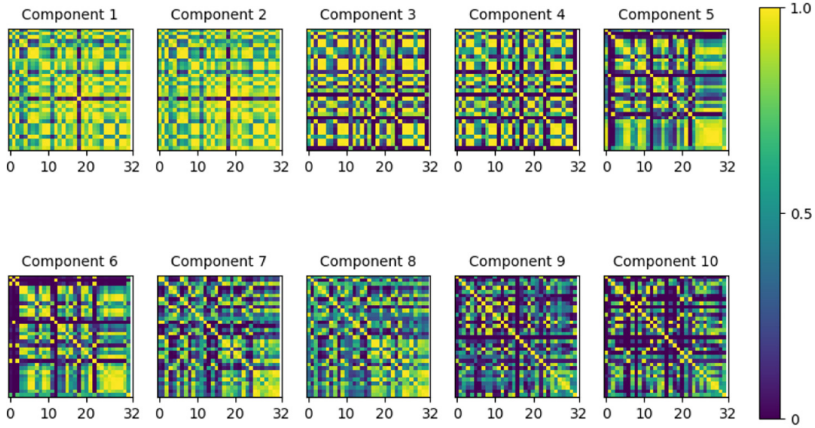 Component 1 Component 2 Component 3 Component 4 Component 5 1.0
0 10 20 32 0 10 20 32 0 10 20 32 0 10 20 32 0 10 20 32
0.5
Component 6 Component 7 Component 8 Component 9 Component 10
0 10 20 32 0 10 20 32 0 10 20 32 0 10 20 32 0 10 20 32 0